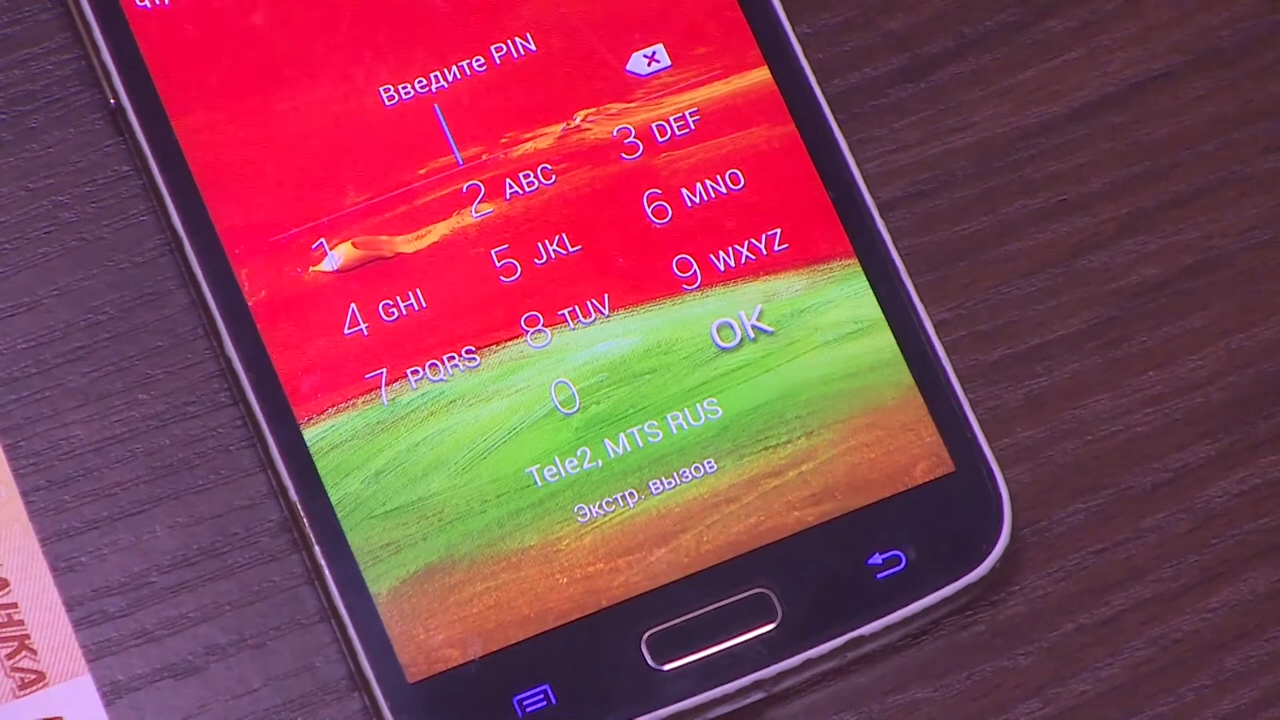 Введите PIN
1
2 ABC
3 DEF
4 GHI
5 JKL
6 MNO
7 PQRS
8 TUV
9 WXYZ
0
OK
Tele2, MTS RUS
Экстр. вызов